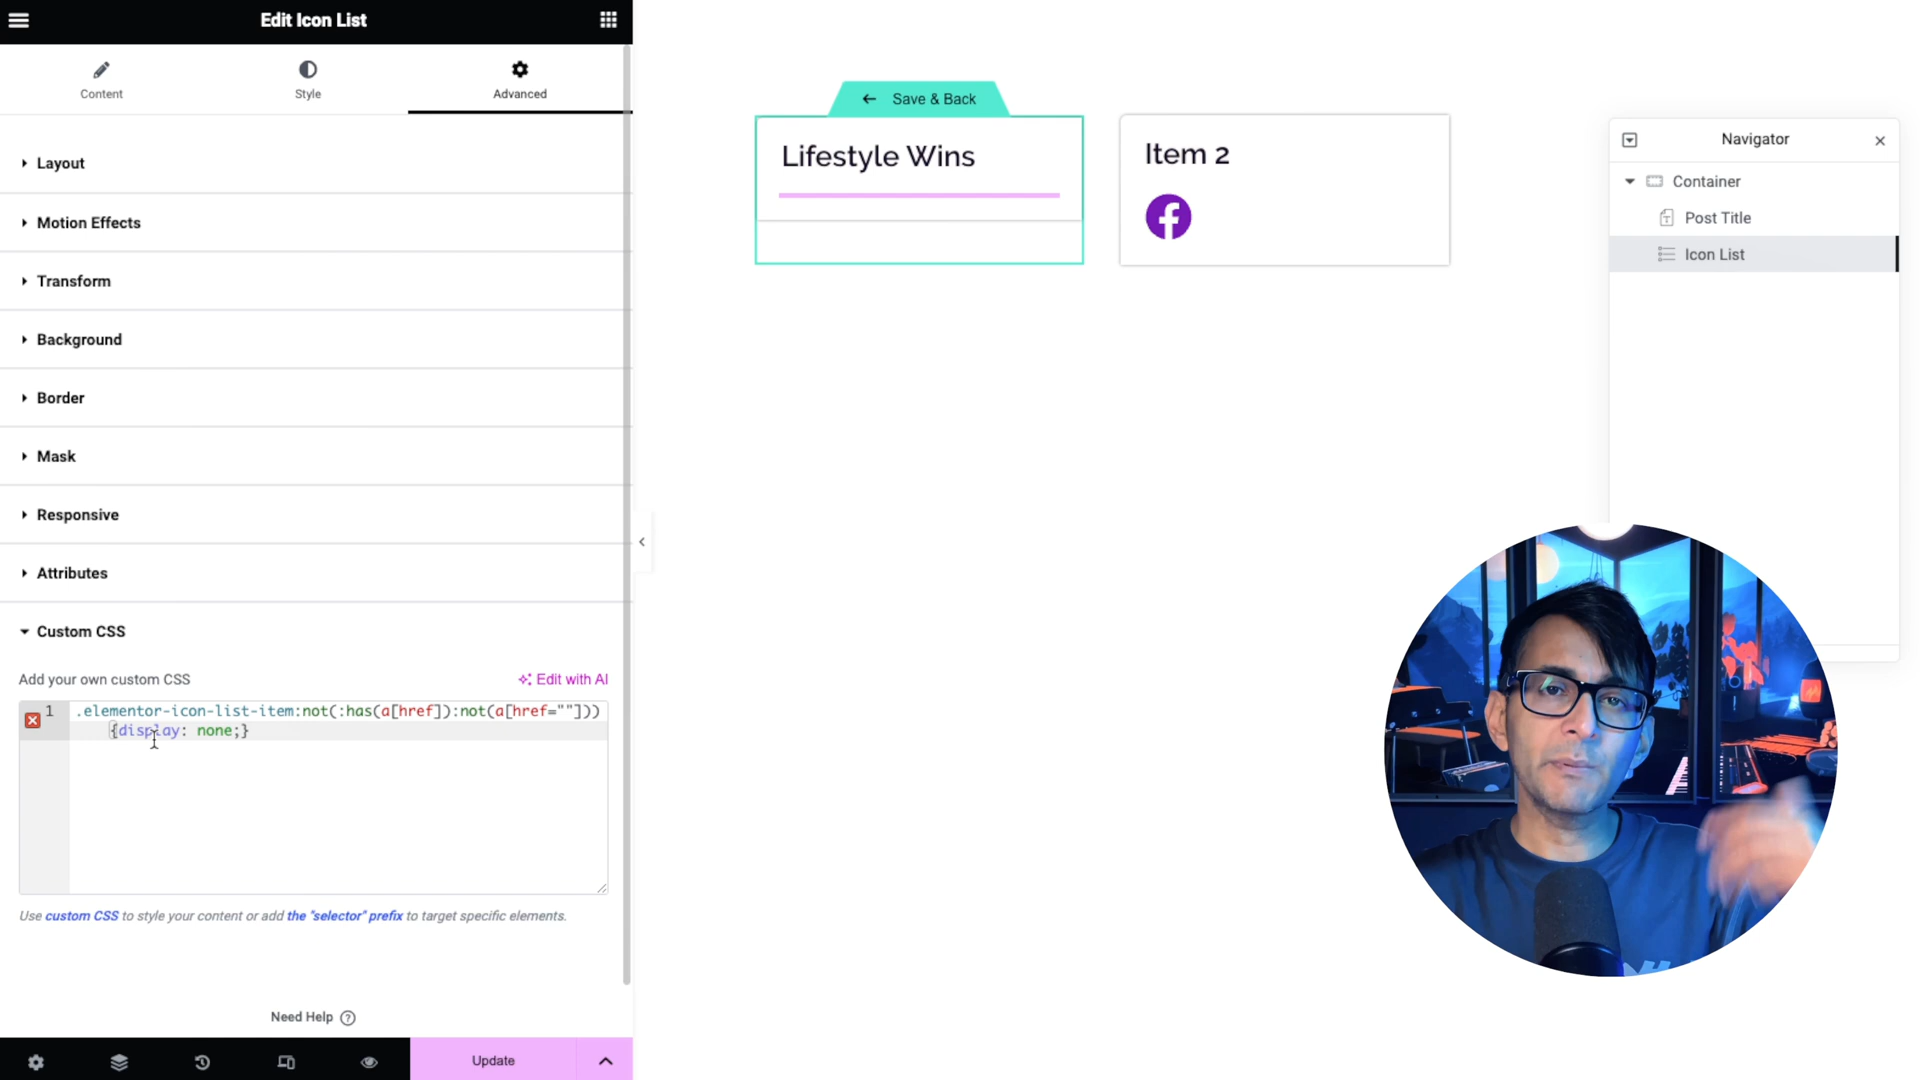 Edit Icon List
Content
Style
Advanced
Layout
Motion Effects
Transform
Background
Border
Mask
Responsive
Attributes
Custom CSS
Add your own custom CSS
Edit with AI
1
.elementor-icon-list-item:not(:has(a[href]):not(a[href=""]))
{display: none;}
Use custom CSS to style your content or add the "selector" prefix to target specific elements.
Need Help
Update
Save & Back
Lifestyle Wins
Item 2
Navigator
Container
Post Title
Icon List